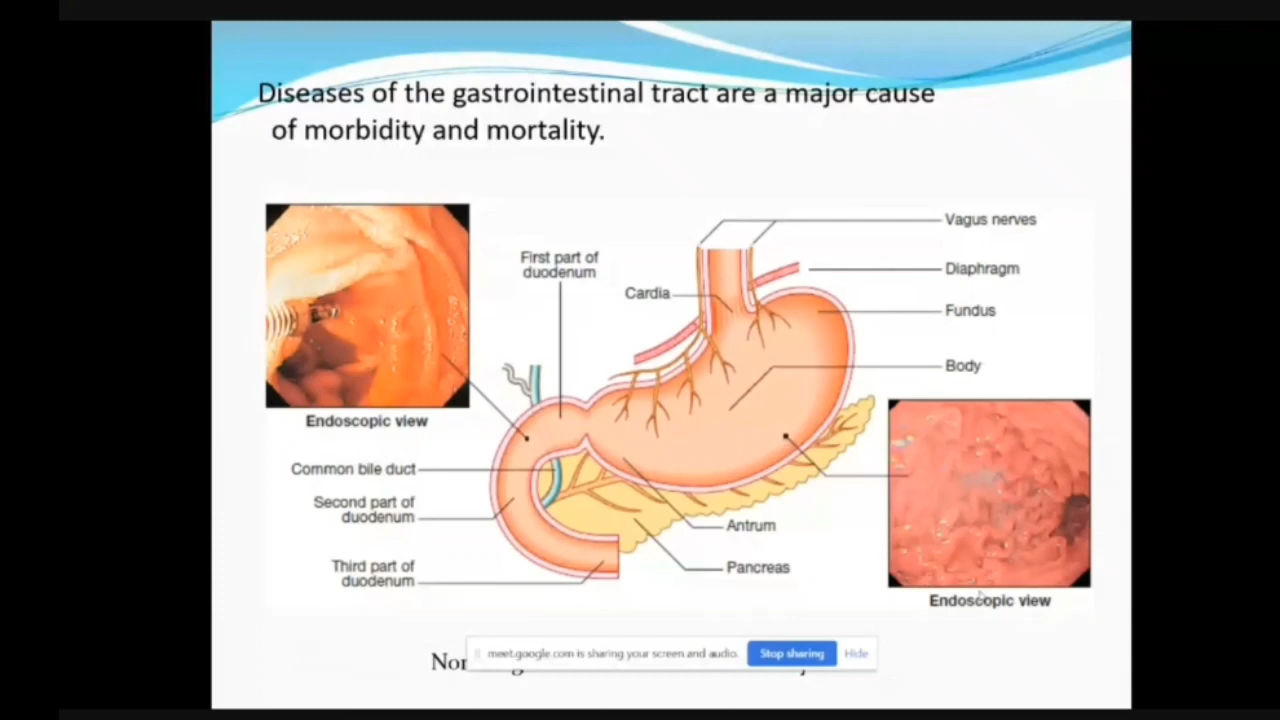 Diseases of the gastrointestinal tract are a major cause
of morbidity and mortality.
Vagus nerves
First part of
duodenum
Diaphragm
Cardia
Fundus
Body
Endoscopic view
Common bile duct
Second part of
duodenum
Antrum
Third part of
duodenum
Pancreas
Endoscopic view
meet.google.com is sharing your screen and audio.
Stop sharing
Hide